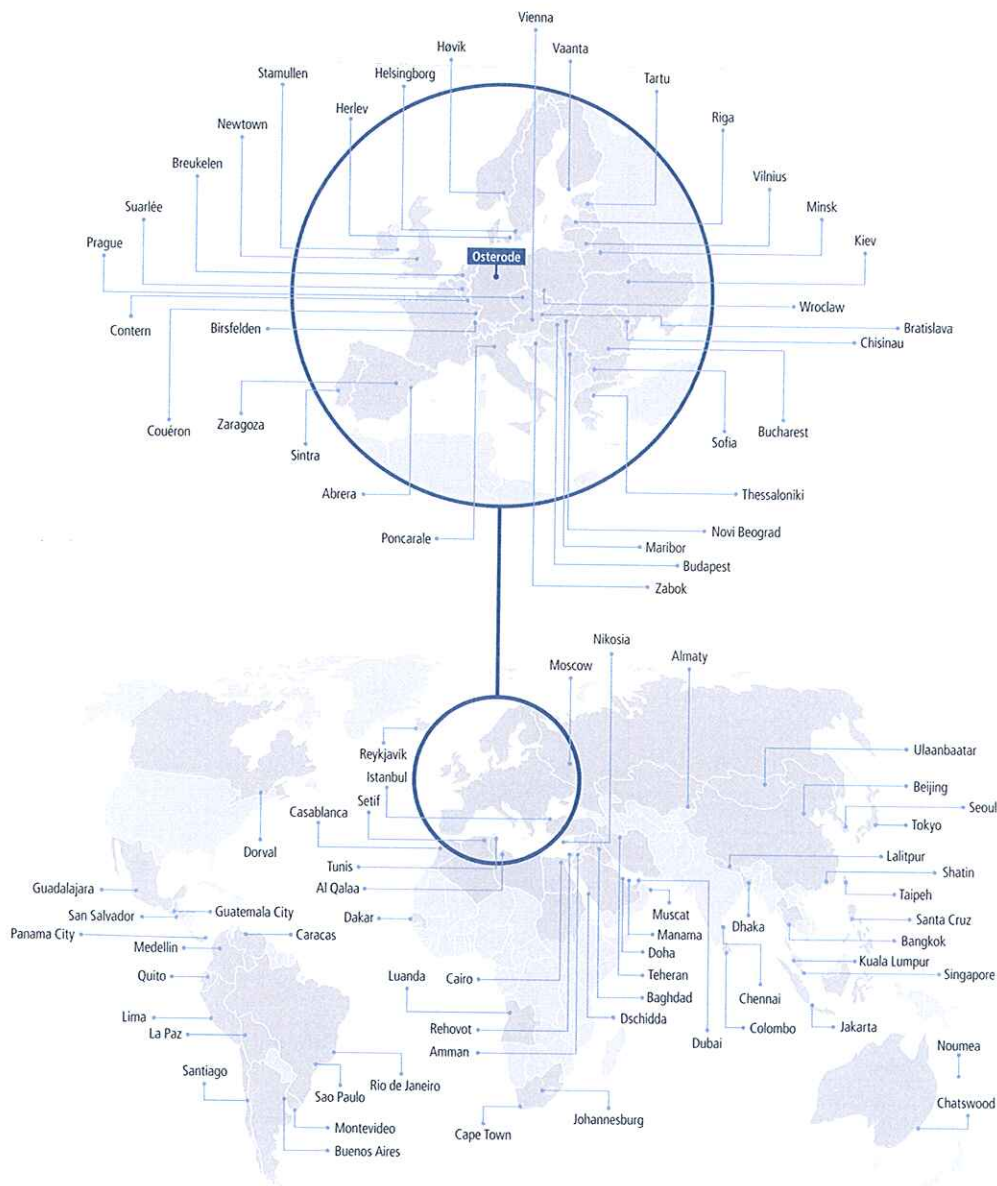 Vienna
Høvik
Vaanta
Stamullen
Helsingborg
Tartu
Herlev
Riga
Newtown
Breukelen
Vilnius
Suarlée
Minsk
Prague
Kiev
Osterode
Wroclaw
Contern
Birsfelden
Bratislava
Chisinau
Zaragoza
Couéron
Sofia
Bucharest
Sintra
Abrera
Thessaloniki
Poncarale
Novi Beograd
Maribor
Budapest
Zabok
Nikosia
Moscow
Almaty
Reykjavík
Ulaanbaatar
Istanbul
Beijing
Setif
Casablanca
Seoul
Tokyo
Dorval
Tunis
Lalitpur
Al Qalaa
Shatin
Guadalajara
Taipeh
San Salvador
Guatemala City
Dakar
Muscat
Dhaka
Santa Cruz
Panama City
Caracas
Manama
Bangkok
Medellin
Doha
Kuala Lumpur
Quito
Luanda
Cairo
Teheran
Singapore
Baghdad
Chennai
Lima
Dschidda
La Paz
Rehovot
Colombo
Jakarta
Amman
Dubai
Noumea
Santiago
Rio de Janeiro
Sao Paulo
Chatswood
Montevideo
Cape Town
Johannesburg
Buenos Aires